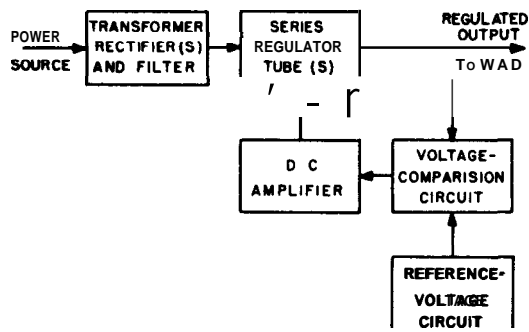 POWER
SOURCE
TRANSFORMER
RECTIFIER(S)
AND FILTER
SERIES
REGULATOR
TUBE (S)
REGULATED
OUTPUT
To WAD
' - r
D C
AMPLIFIER
VOLTAGE-
COMPARISION
CIRCUIT
REFERENCE-
VOLTAGE
CIRCUIT